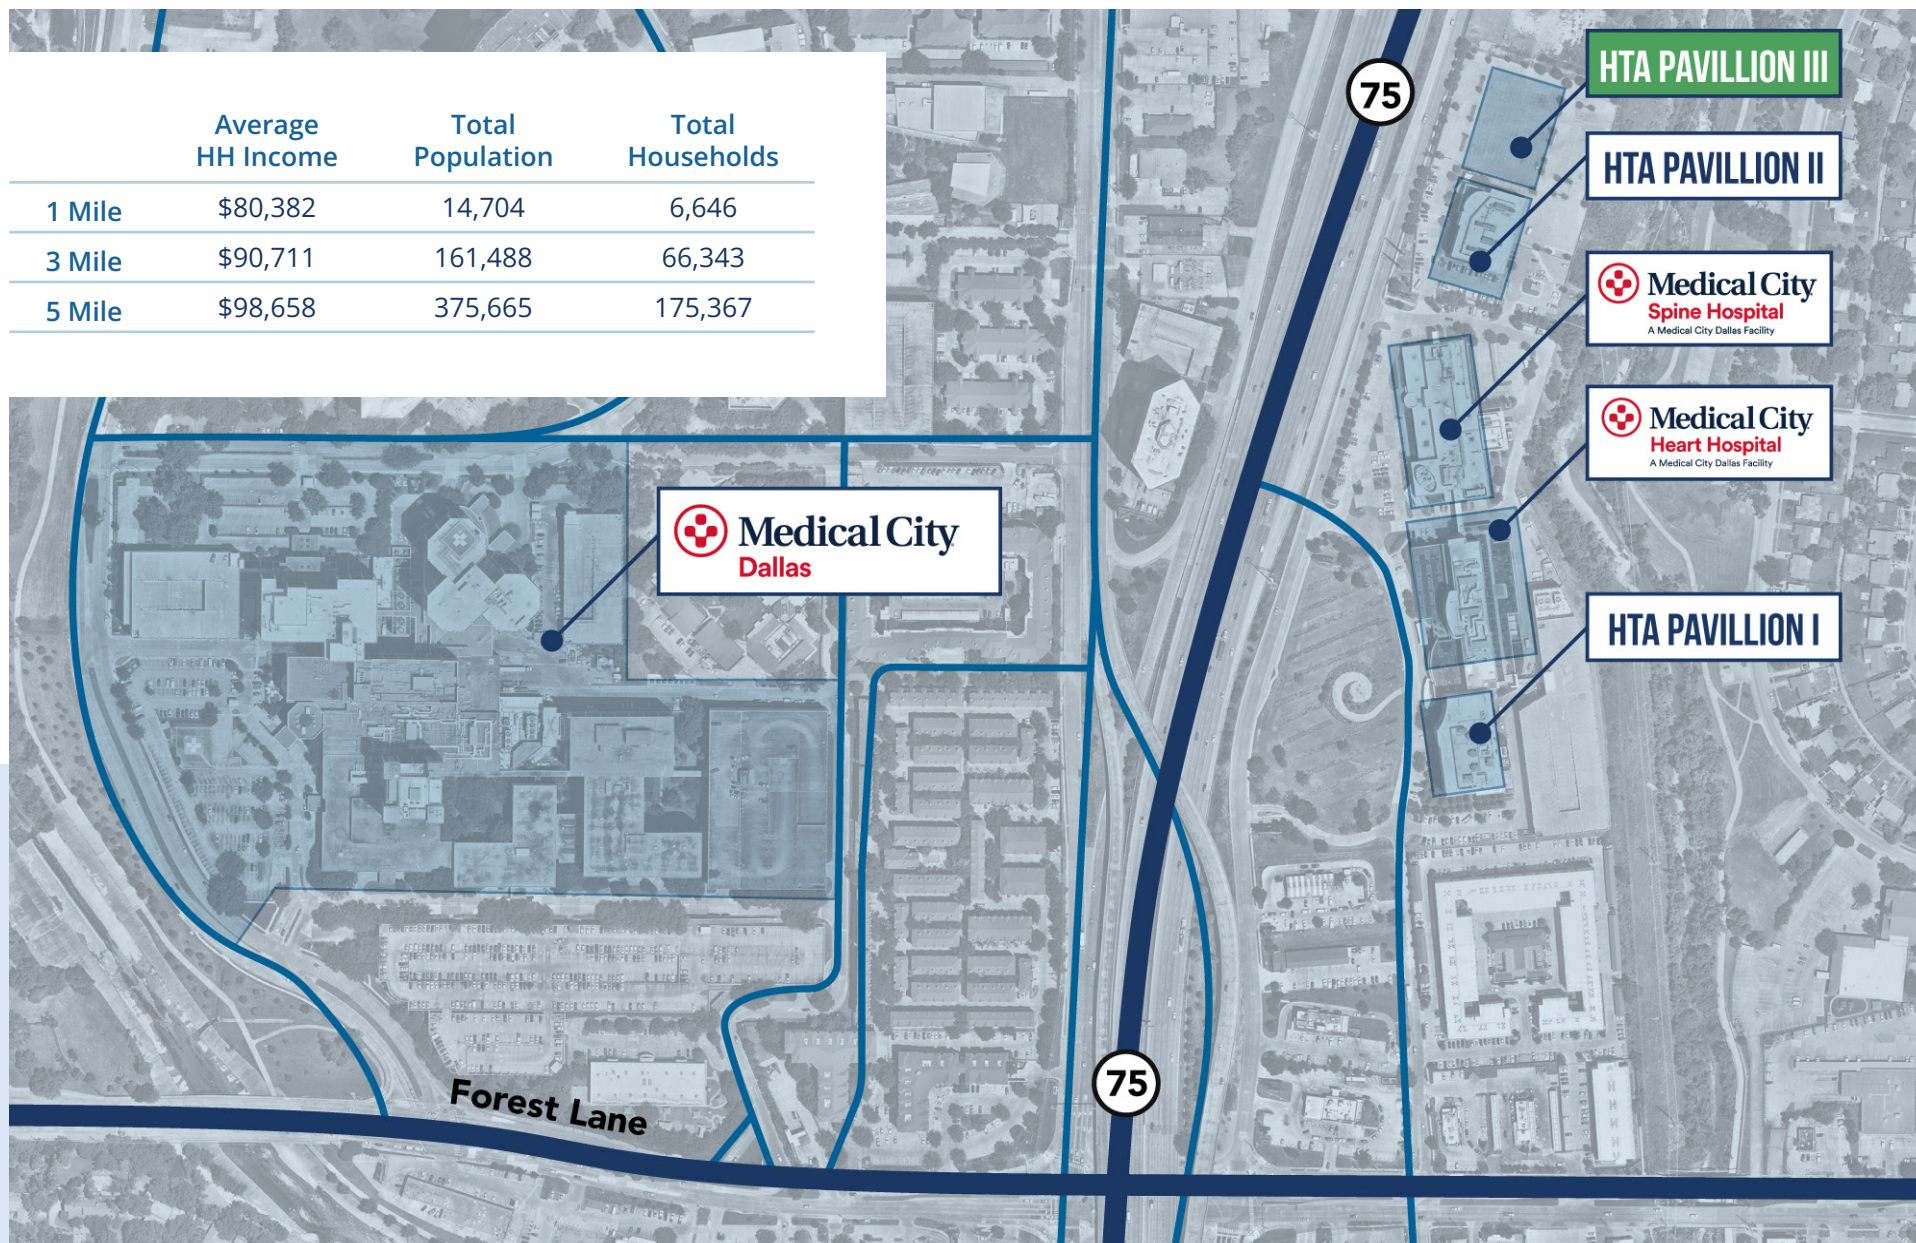 Average Total Total
HH Income Population Households
1 Mile $80,382 14,704 6,646
3 Mile $90,711 161,488 66,343
5 Mile $98,658 375,665 175,367
75
HTA PAVILLION III
HTA PAVILLION II
Medical City
Spine Hospital
A Medical City Dallas Facility
Medical City
Heart Hospital
A Medical City Dallas Facility
Medical City
Dallas
HTA PAVILLION I
75
Forest Lane